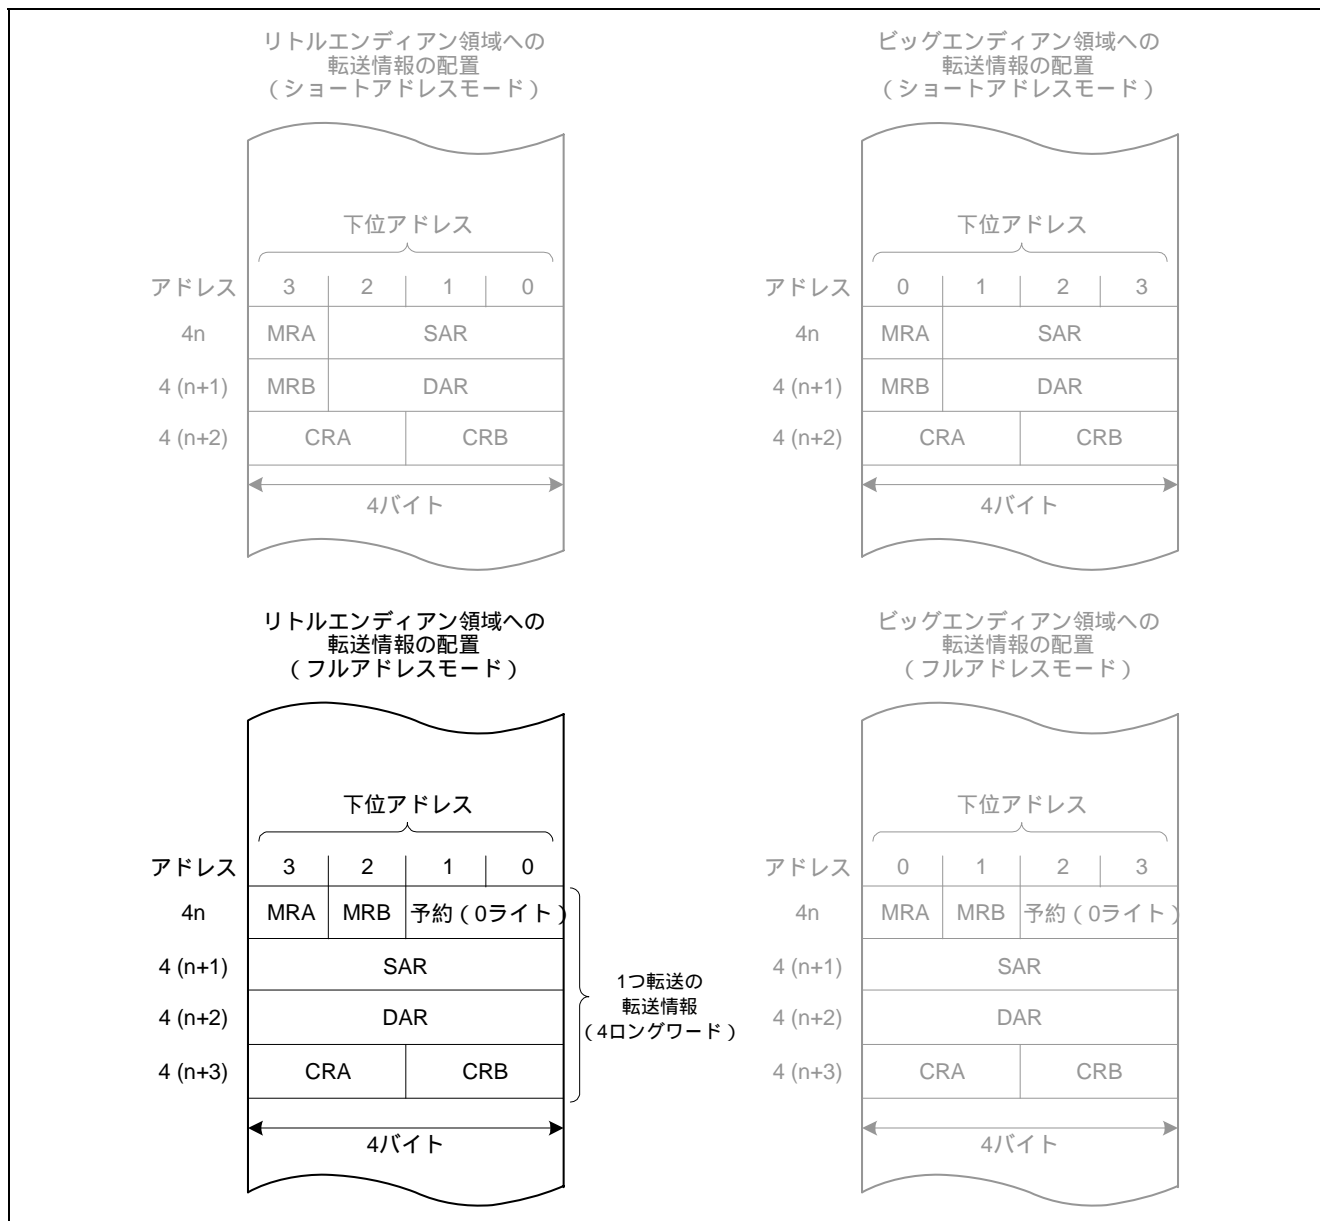 リトルエンディアン領域への
転送情報の配置
（ショートアドレスモード）
下位アドレス
アドレス 3 2 1 0
4n MRA SAR
4 (n+1) MRB DAR
4 (n+2) CRA CRB
4バイト
ビッグエンディアン領域への
転送情報の配置
（ショートアドレスモード）
下位アドレス
アドレス 0 1 2 3
4n MRA SAR
4 (n+1) MRB DAR
4 (n+2) CRA CRB
4バイト
リトルエンディアン領域への
転送情報の配置
（フルアドレスモード）
下位アドレス
アドレス 3 2 1 0
4n MRA MRB 予約（0ライト）
4 (n+1) SAR
4 (n+2) DAR
4 (n+3) CRA CRB
4バイト
1つ転送の
転送情報
（4ロングワード）
ビッグエンディアン領域への
転送情報の配置
（フルアドレスモード）
下位アドレス
アドレス 0 1 2 3
4n MRA MRB 予約（0ライト）
4 (n+1) SAR
4 (n+2) DAR
4 (n+3) CRA CRB
4バイト